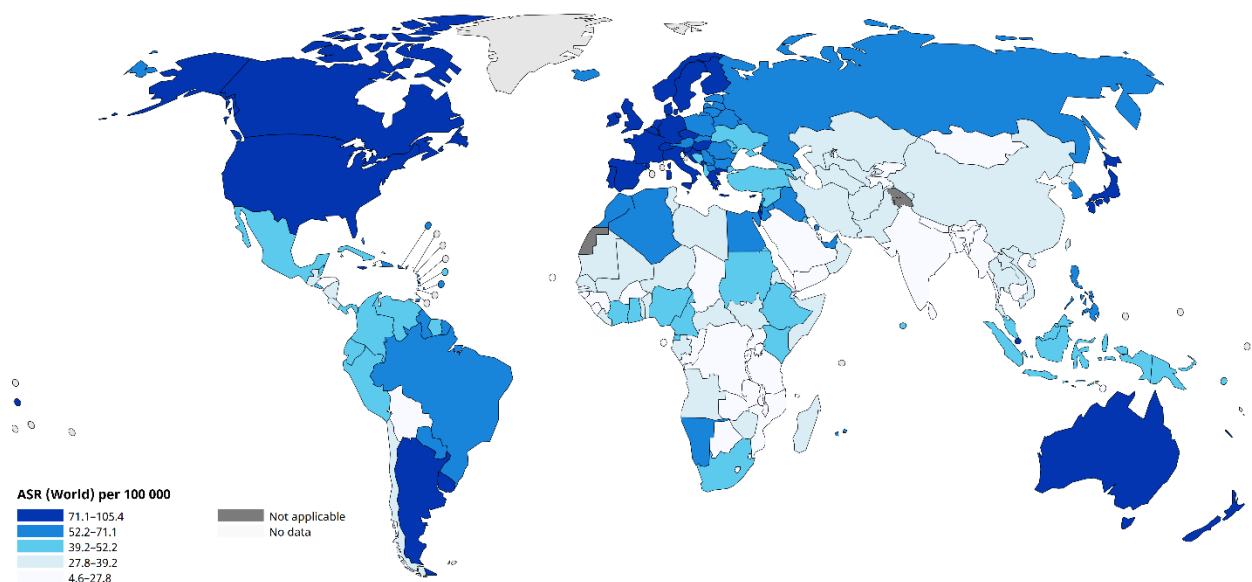 ASR (World) per 100 000
71.1–105.4
52.2–71.1
39.2–52.2
27.8–39.2
4.6–27.8
Not applicable
No data